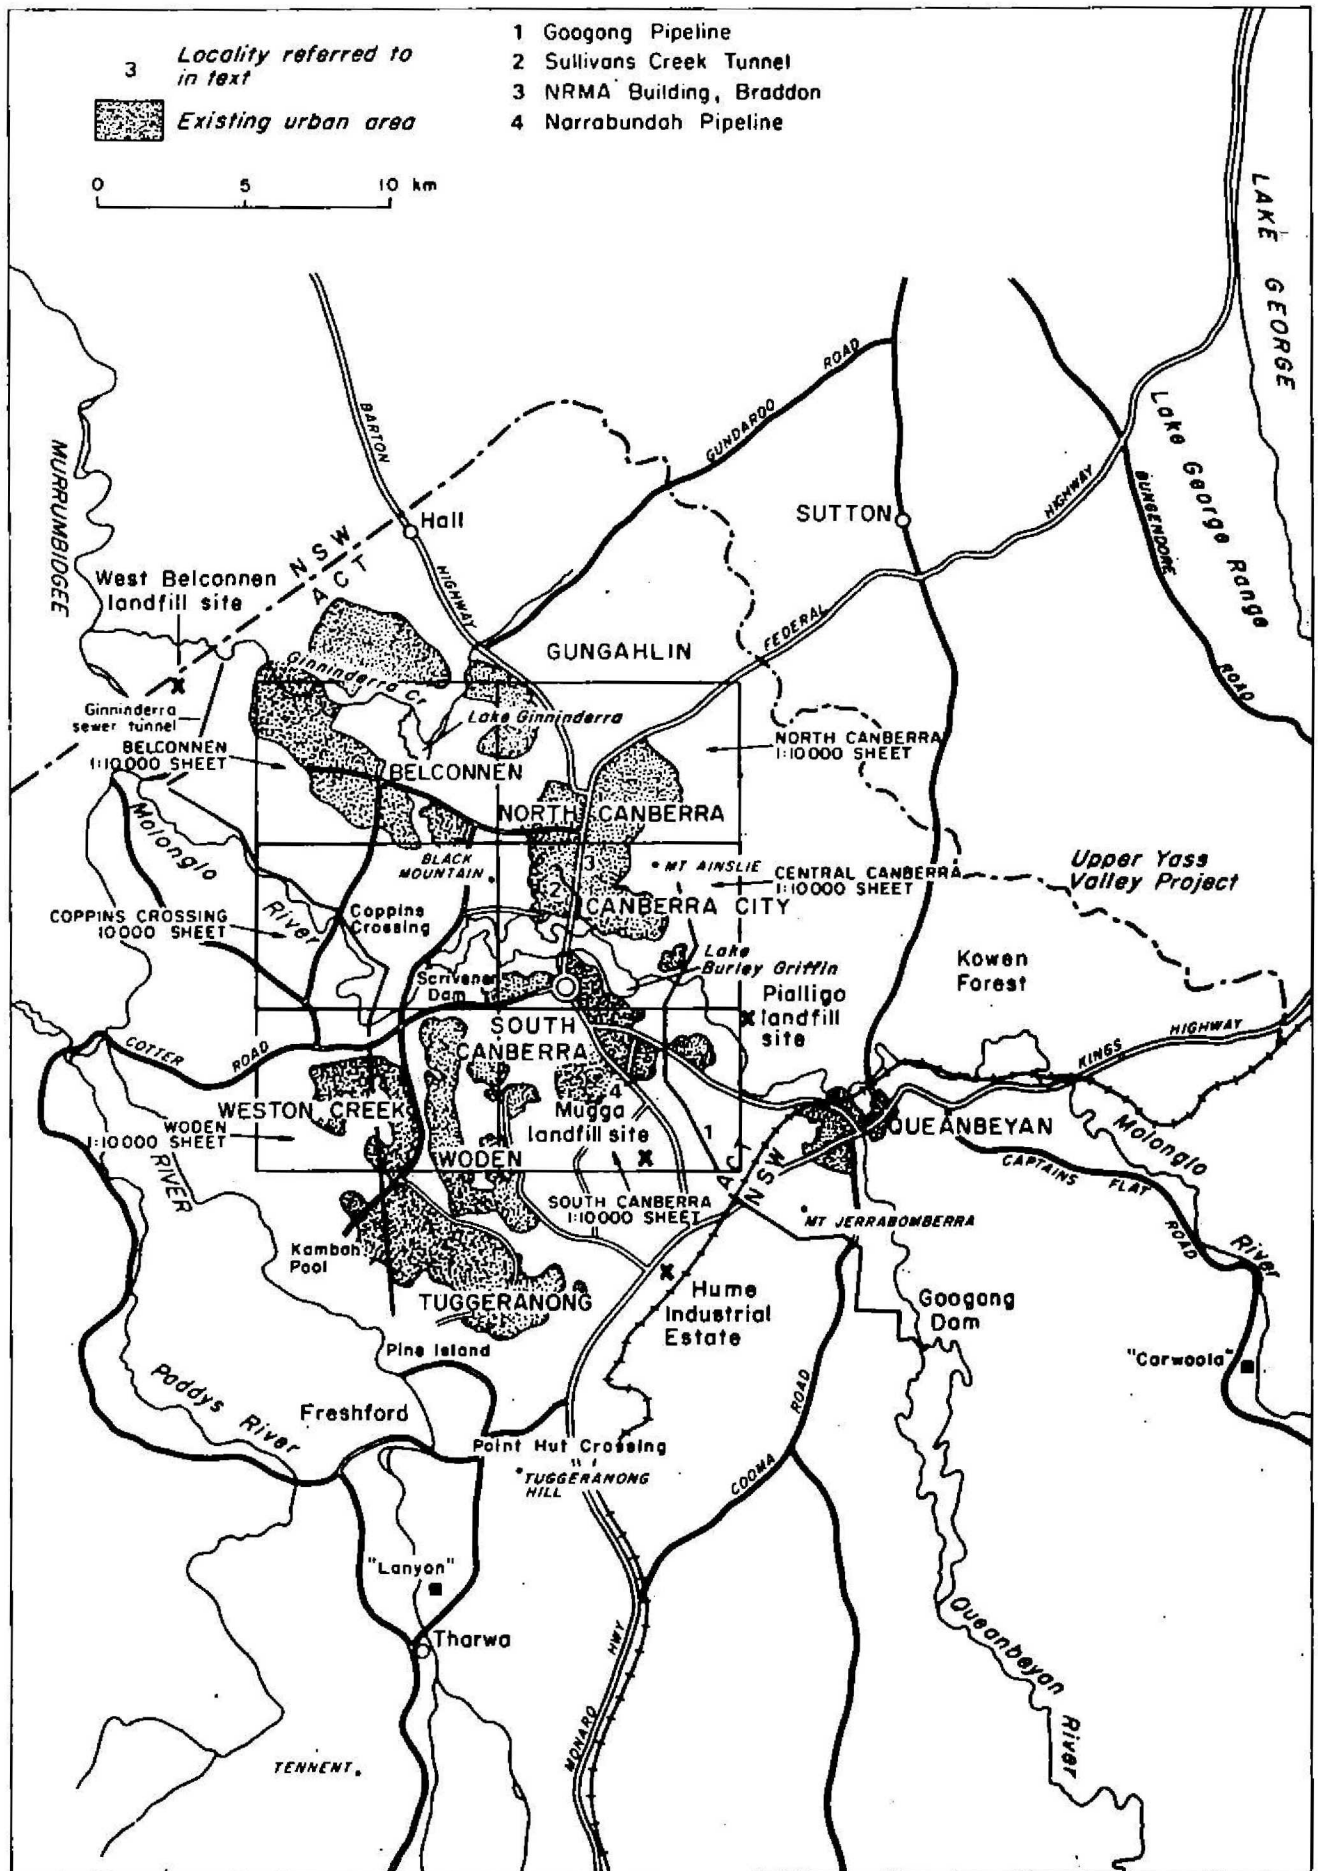 3 Locality referred to
in text
Existing urban area
0 5 10 km
1 Googong Pipeline
2 Sullivans Creek Tunnel
3 NRMA Building, Braddon
4 Narrabundah Pipeline
LAKE GEORGE
Lake George Range
BUNGENDORE
ROAD
GUNDAROO
ROAD
BARTON
HIGHWAY
MURRUMBIDGEE
Hall
SUTTON
FEDERAL
HIGHWAY
NSW
ACT
West Belconnen
landfill site
GUNGAHLIN
Ginninderra Cr
Lake Ginninderra
Ginninderra
sewer tunnel
BELCONNEN
1:10000 SHEET
NORTH CANBERRA
1:10000 SHEET
BELCONNEN
NORTH CANBERRA
Molonglo
River
BLACK
MOUNTAIN
3
2
MT AINSLIE
CENTRAL CANBERRA
1:10000 SHEET
Upper Yass
Valley Project
CANBERRA CITY
COPPINS CROSSING
10000 SHEET
Coppins
Crossing
Lake
Burley Griffin
Kowen
Forest
Scrivener
Dam
Pialligo
landfill
site
SOUTH
CANBERRA
COTTER
ROAD
KINGS
HIGHWAY
WESTON CREEK
4
Mugga
landfill site
1
WODEN
1:10000 SHEET
RIVER
WODEN
QUEANBEYAN
Molonglo
River
CAPTAINS FLAT
ROAD
ACT
NSW
SOUTH CANBERRA
1:10000 SHEET
MT JERRABOMBERRA
Kambah
Pool
TUGGERANONG
Hume
Industrial
Estate
Googong
Dam
Pine Island
"Carwoola"
Paddys River
Freshford
Point Hut Crossing
TUGGERANONG
HILL
COOMA
ROAD
"Lanyon"
Tharwa
MONARO
HWY
Queanbeyan
River
TENNENT